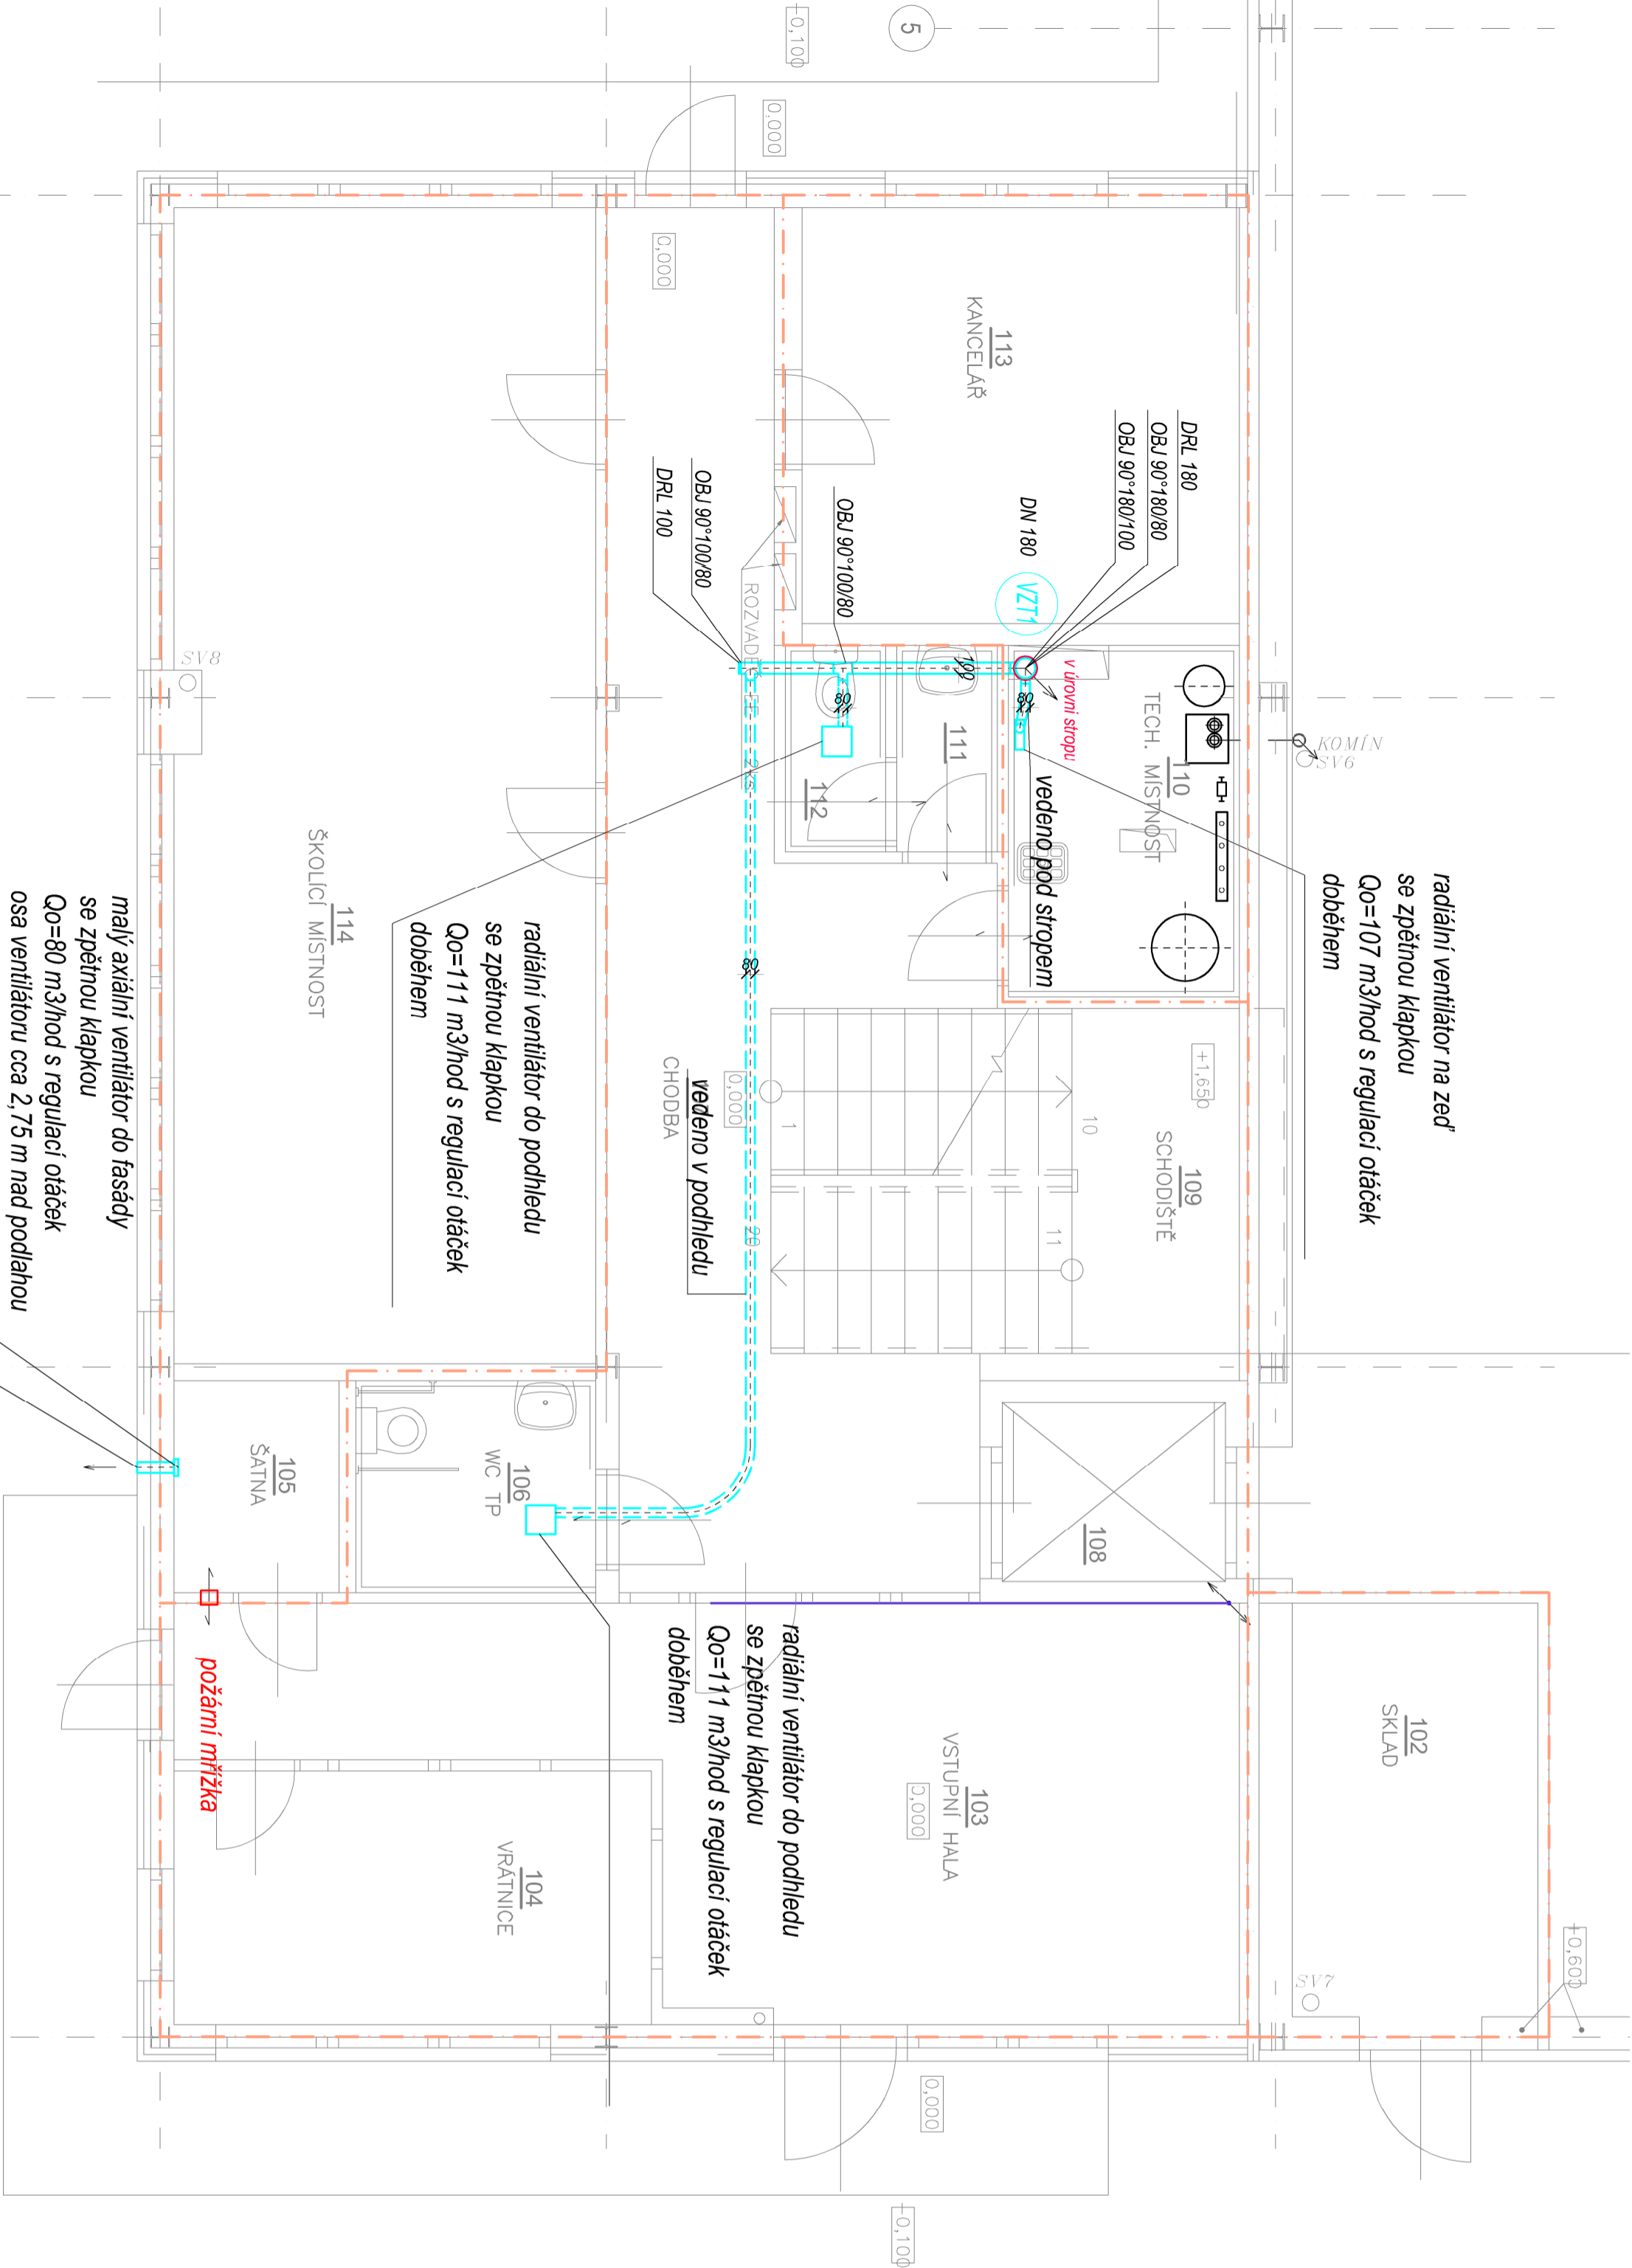 5
-0,100
0,000
0,000
113
KANCELÁŘ
DRL 180
OBJ 90°180/80
OBJ 90°180/100
DN 180
VZT1
OBJ 90°100/80
OBJ 90°100/80
DRL 100
v úrovni stropu
100
80
80
TECH. MÍSTNOST
110
KOMÍN
SV6
SV8
111
112
vedeno pod stropem
radiální ventilátor na zeď
se zpětnou klapkou
Qo=107 m3/hod s regulací otáček
doběhem
114
ŠKOLÍCÍ MÍSTNOST
radiální ventilátor do podhledu
se zpětnou klapkou
Qo=111 m3/hod s regulací otáček
doběhem
malý axiální ventilátor do fasády
se zpětnou klapkou
Qo=80 m3/hod s regulací otáček
osa ventilátoru cca 2,75 m nad podlahou
80
CHODBA
0,000
vedeno v podhledu
1
10
11
20
+1,650
109
SCHODIŠTĚ
108
106
WC TP
105
ŠATNA
požární mřížka
radiální ventilátor do podhledu
se zpětnou klapkou
Qo=111 m3/hod s regulací otáček
doběhem
103
VSTUPNÍ HALA
0,000
102
SKLAD
104
VRÁTNICE
SV7
+0,600
0,000
-0,100